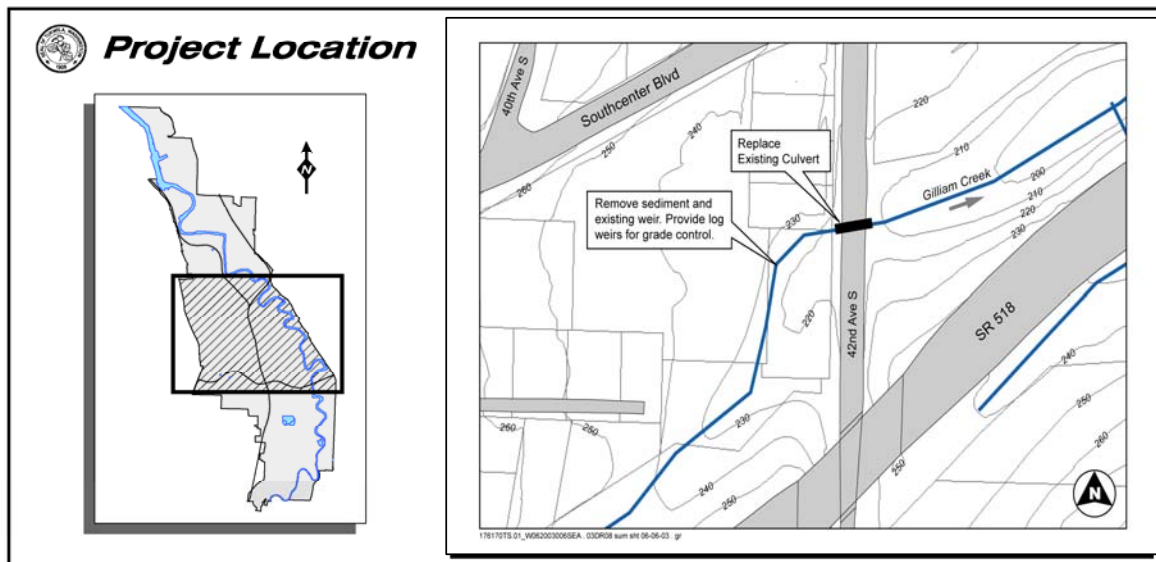 Project Location
N
1908
40th Ave S
Southcenter Blvd
220
240
250
260
260
210
Replace
Existing Culvert
Gilliam Creek
200
210
220
230
Remove sediment and
existing weir. Provide log
weirs for grade control.
230
220
42nd Ave S
SR 518
240
250
260
230
260
250
240
250
250
N
176170TS.01_W062003006SEA . 03DR08 sum sht 06-06-03 . gr